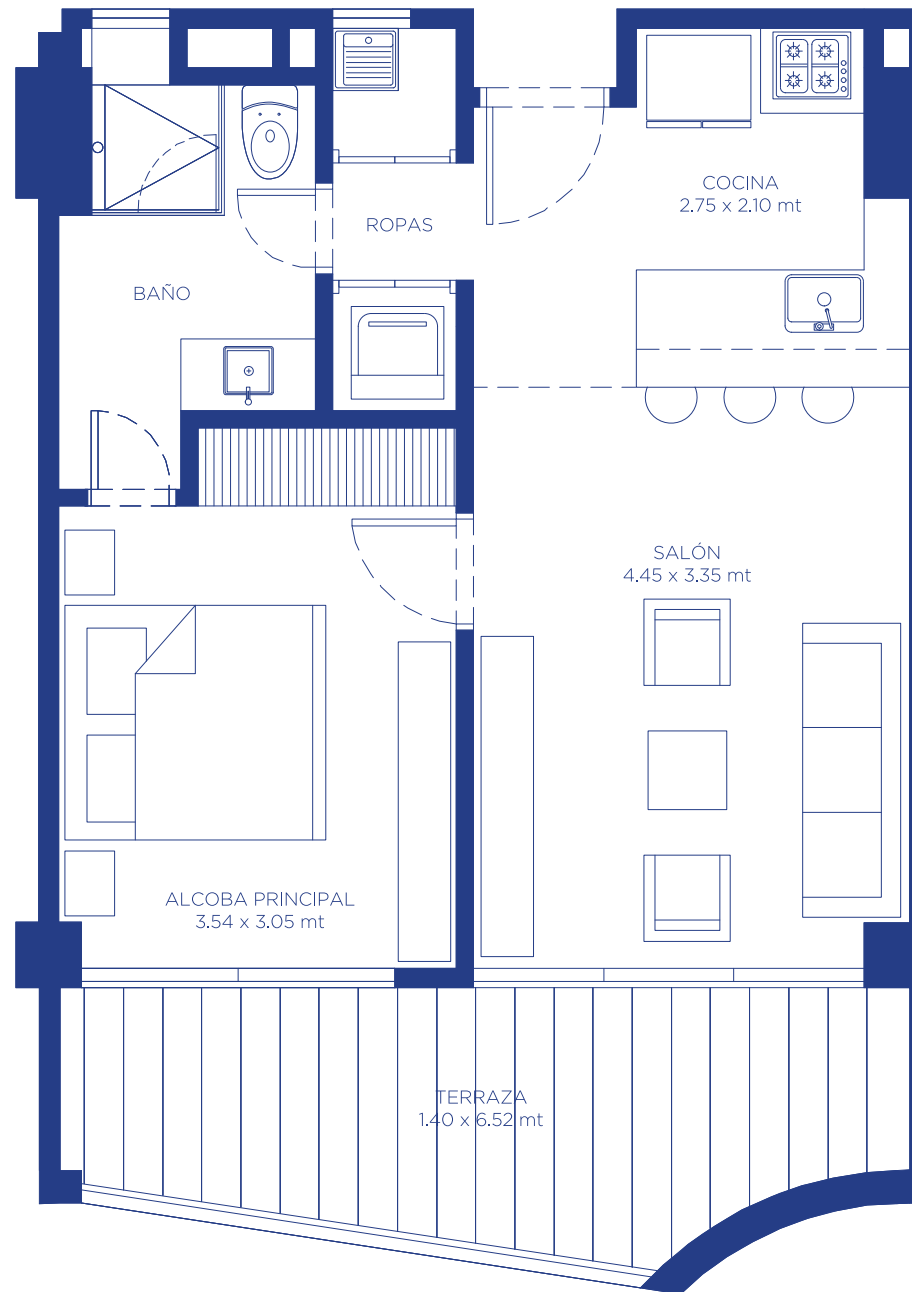 COCINA
2.75 x 2.10 mt
ROPAS
BAÑO
SALÓN
4.45 x 3.35 mt
ALCOBA PRINCIPAL
3.54 x 3.05 mt
TERRAZA
1.40 x 6.52 mt